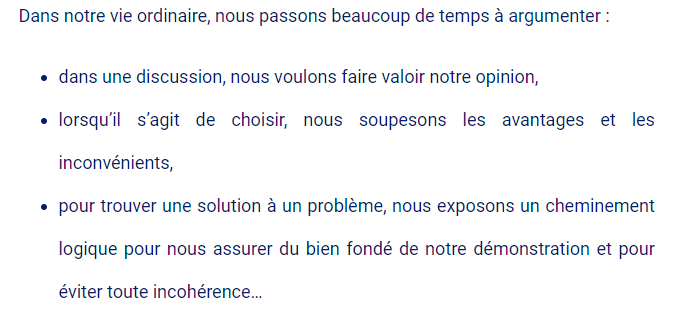 Dans notre vie ordinaire, nous passons beaucoup de temps à argumenter :
• dans une discussion, nous voulons faire valoir notre opinion,
• lorsqu’il s’agit de choisir, nous soupesons les avantages et les
inconvénients,
• pour trouver une solution à un problème, nous exposons un cheminement
logique pour nous assurer du bien fondé de notre démonstration et pour
éviter toute incohérence…